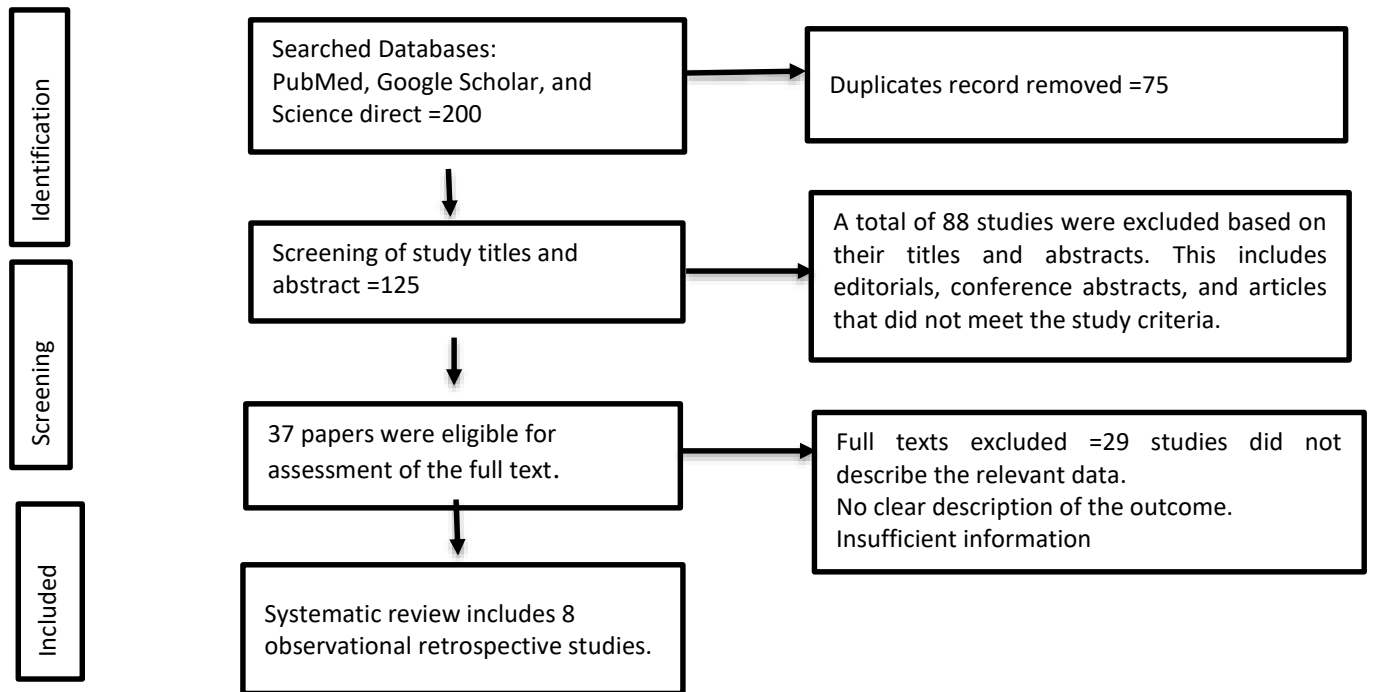 Identification
Searched Databases:
PubMed, Google Scholar, and
Science direct =200
Duplicates record removed =75
Screening
Screening of study titles and
abstract =125
A total of 88 studies were excluded based on
their titles and abstracts. This includes
editorials, conference abstracts, and articles
that did not meet the study criteria.
37 papers were eligible for
assessment of the full text.
Full texts excluded =29 studies did not
describe the relevant data.
No clear description of the outcome.
Insufficient information
Included
Systematic review includes 8
observational retrospective studies.